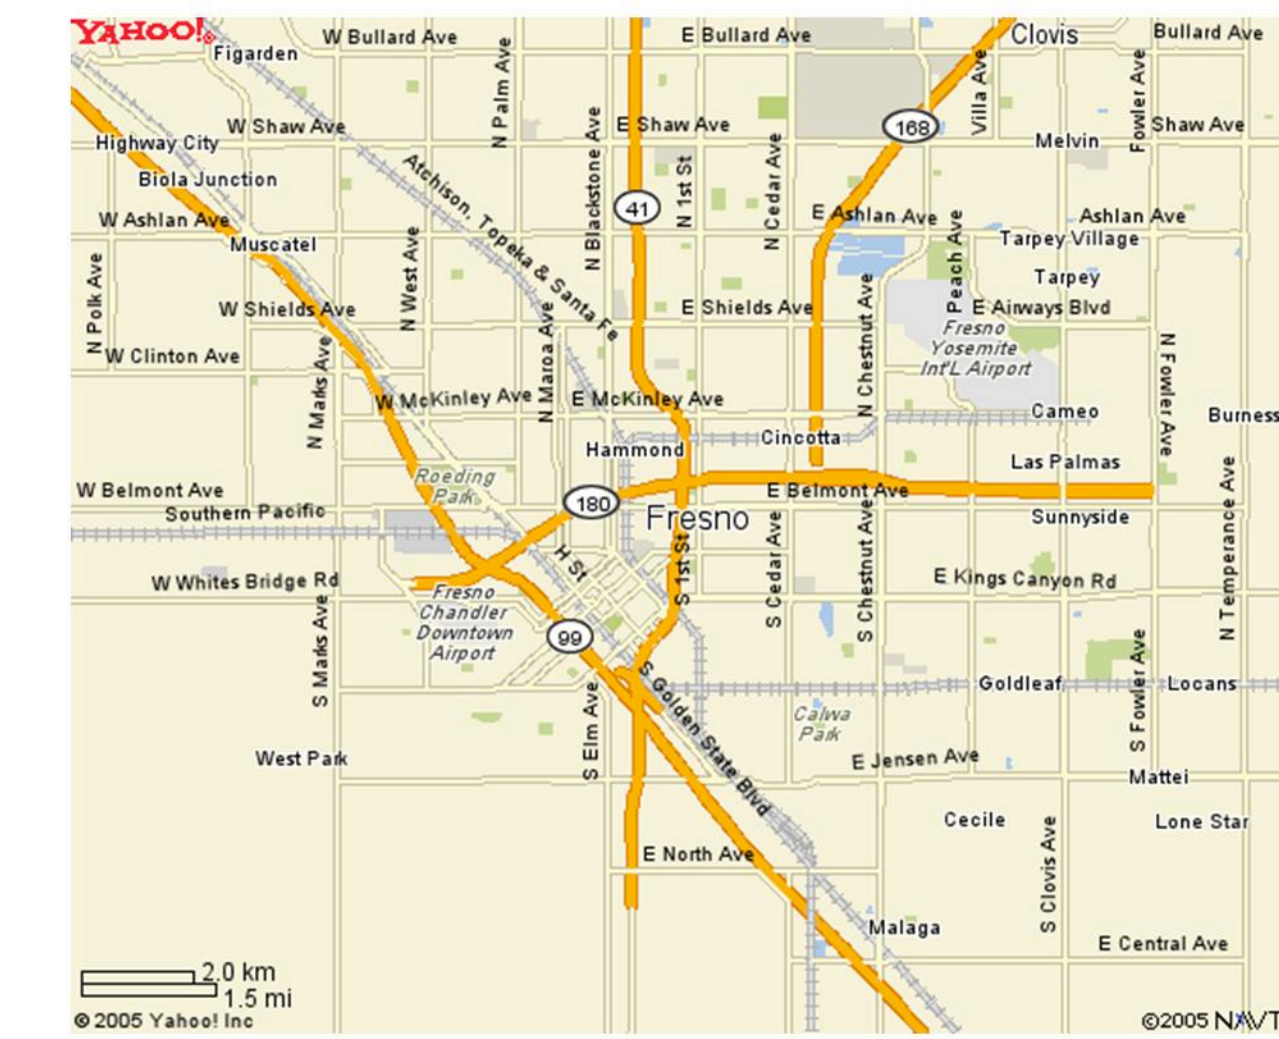 YAHOO!
Figarden
W Bullard Ave
E Bullard Ave
Clovis
Bullard Ave
N Palm Ave
Villa Ave
Fowler Ave
W Shaw Ave
E Shaw Ave
168
Shaw Ave
Highway City
Melvin
Biola Junction
Atchison, Topeka & Santa Fe
N Blackstone Ave
N 1st St
N Cedar Ave
41
W Ashlan Ave
E Ashlan Ave
Ashlan Ave
Muscatel
Tarpey Village
N Polk Ave
N West Ave
Peach Ave
Tarpey
W Shields Ave
E Shields Ave
E Airways Blvd
Fresno
Yosemite
Int'L Airport
W Clinton Ave
N Marks Ave
N Maroa Ave
N Chestnut Ave
N Fowler Ave
W McKinley Ave
E McKinley Ave
Cameo
Burness
Hammond
Cincotta
Las Palmas
Roeding
Park
W Belmont Ave
E Belmont Ave
180
Southern Pacific
Fresno
Sunnyside
N Temperance Ave
H St
S 1st St
S Cedar Ave
S Chestnut Ave
W Whites Bridge Rd
E Kings Canyon Rd
Fresno
Chandler
Downtown
Airport
S Marks Ave
99
S Golden State Blvd
Goldleaf
Locans
S Fowler Ave
S Elm Ave
Calwa
Park
West Park
E Jensen Ave
Mattei
Cecile
Lone Star
E North Ave
S Clovis Ave
Malaga
E Central Ave
2.0 km
1.5 mi
© 2005 Yahoo! Inc
©2005 NAVT